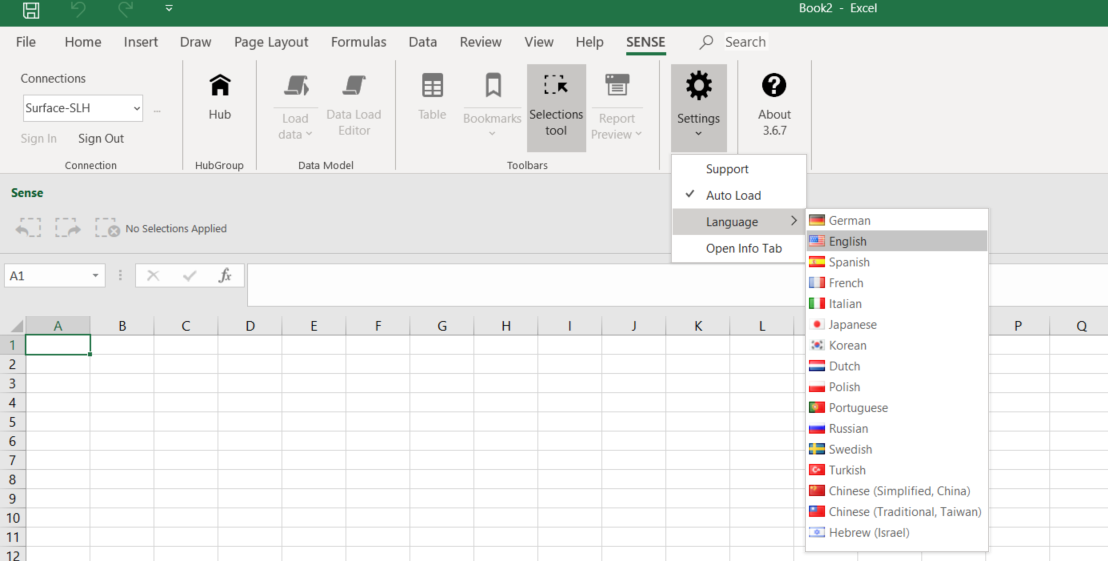 Book2 - Excel
File Home Insert Draw Page Layout Formulas Data Review View Help SENSE Search
Connections
Surface-SLH
...
Sign In Sign Out
Connection
Hub
HubGroup
Load
data
Data Load
Editor
Data Model
Table
Bookmarks
Selections
tool
Report
Preview
Toolbars
Settings
About
3.6.7
Support
Auto Load
Language
Open Info Tab
German
English
Spanish
French
Italian
Japanese
Korean
Dutch
Polish
Portuguese
Russian
Swedish
Turkish
Chinese (Simplified, China)
Chinese (Traditional, Taiwan)
Hebrew (Israel)
Sense
No Selections Applied
A1
fx
A B C D E F G H I J K L P Q
1
2
3
4
5
6
7
8
9
10
11
12